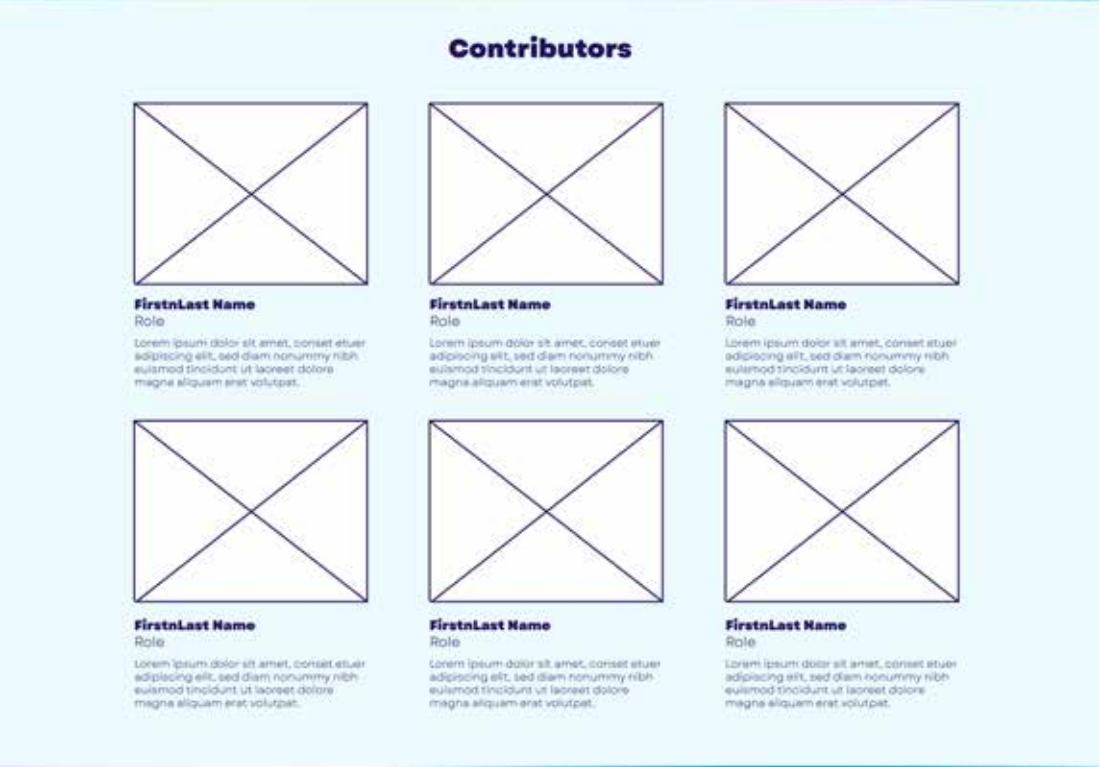 Contributors
FirstnLast Name
Role
Lorem ipsum dolor sit amet, conset etuer
adipiscing elit, sed diam nonummy nibh
euismod tincidunt ut laoreet dolore
magna aliquam erat volutpat.
FirstnLast Name
Role
Lorem ipsum dolor sit amet, conset etuer
adipiscing elit, sed diam nonummy nibh
euismod tincidunt ut laoreet dolore
magna aliquam erat volutpat.
FirstnLast Name
Role
Lorem ipsum dolor sit amet, conset etuer
adipiscing elit, sed diam nonummy nibh
euismod tincidunt ut laoreet dolore
magna aliquam erat volutpat.
FirstnLast Name
Role
Lorem ipsum dolor sit amet, conset etuer
adipiscing elit, sed diam nonummy nibh
euismod tincidunt ut laoreet dolore
magna aliquam erat volutpat.
FirstnLast Name
Role
Lorem ipsum dolor sit amet, conset etuer
adipiscing elit, sed diam nonummy nibh
euismod tincidunt ut laoreet dolore
magna aliquam erat volutpat.
FirstnLast Name
Role
Lorem ipsum dolor sit amet, conset etuer
adipiscing elit, sed diam nonummy nibh
euismod tincidunt ut laoreet dolore
magna aliquam erat volutpat.